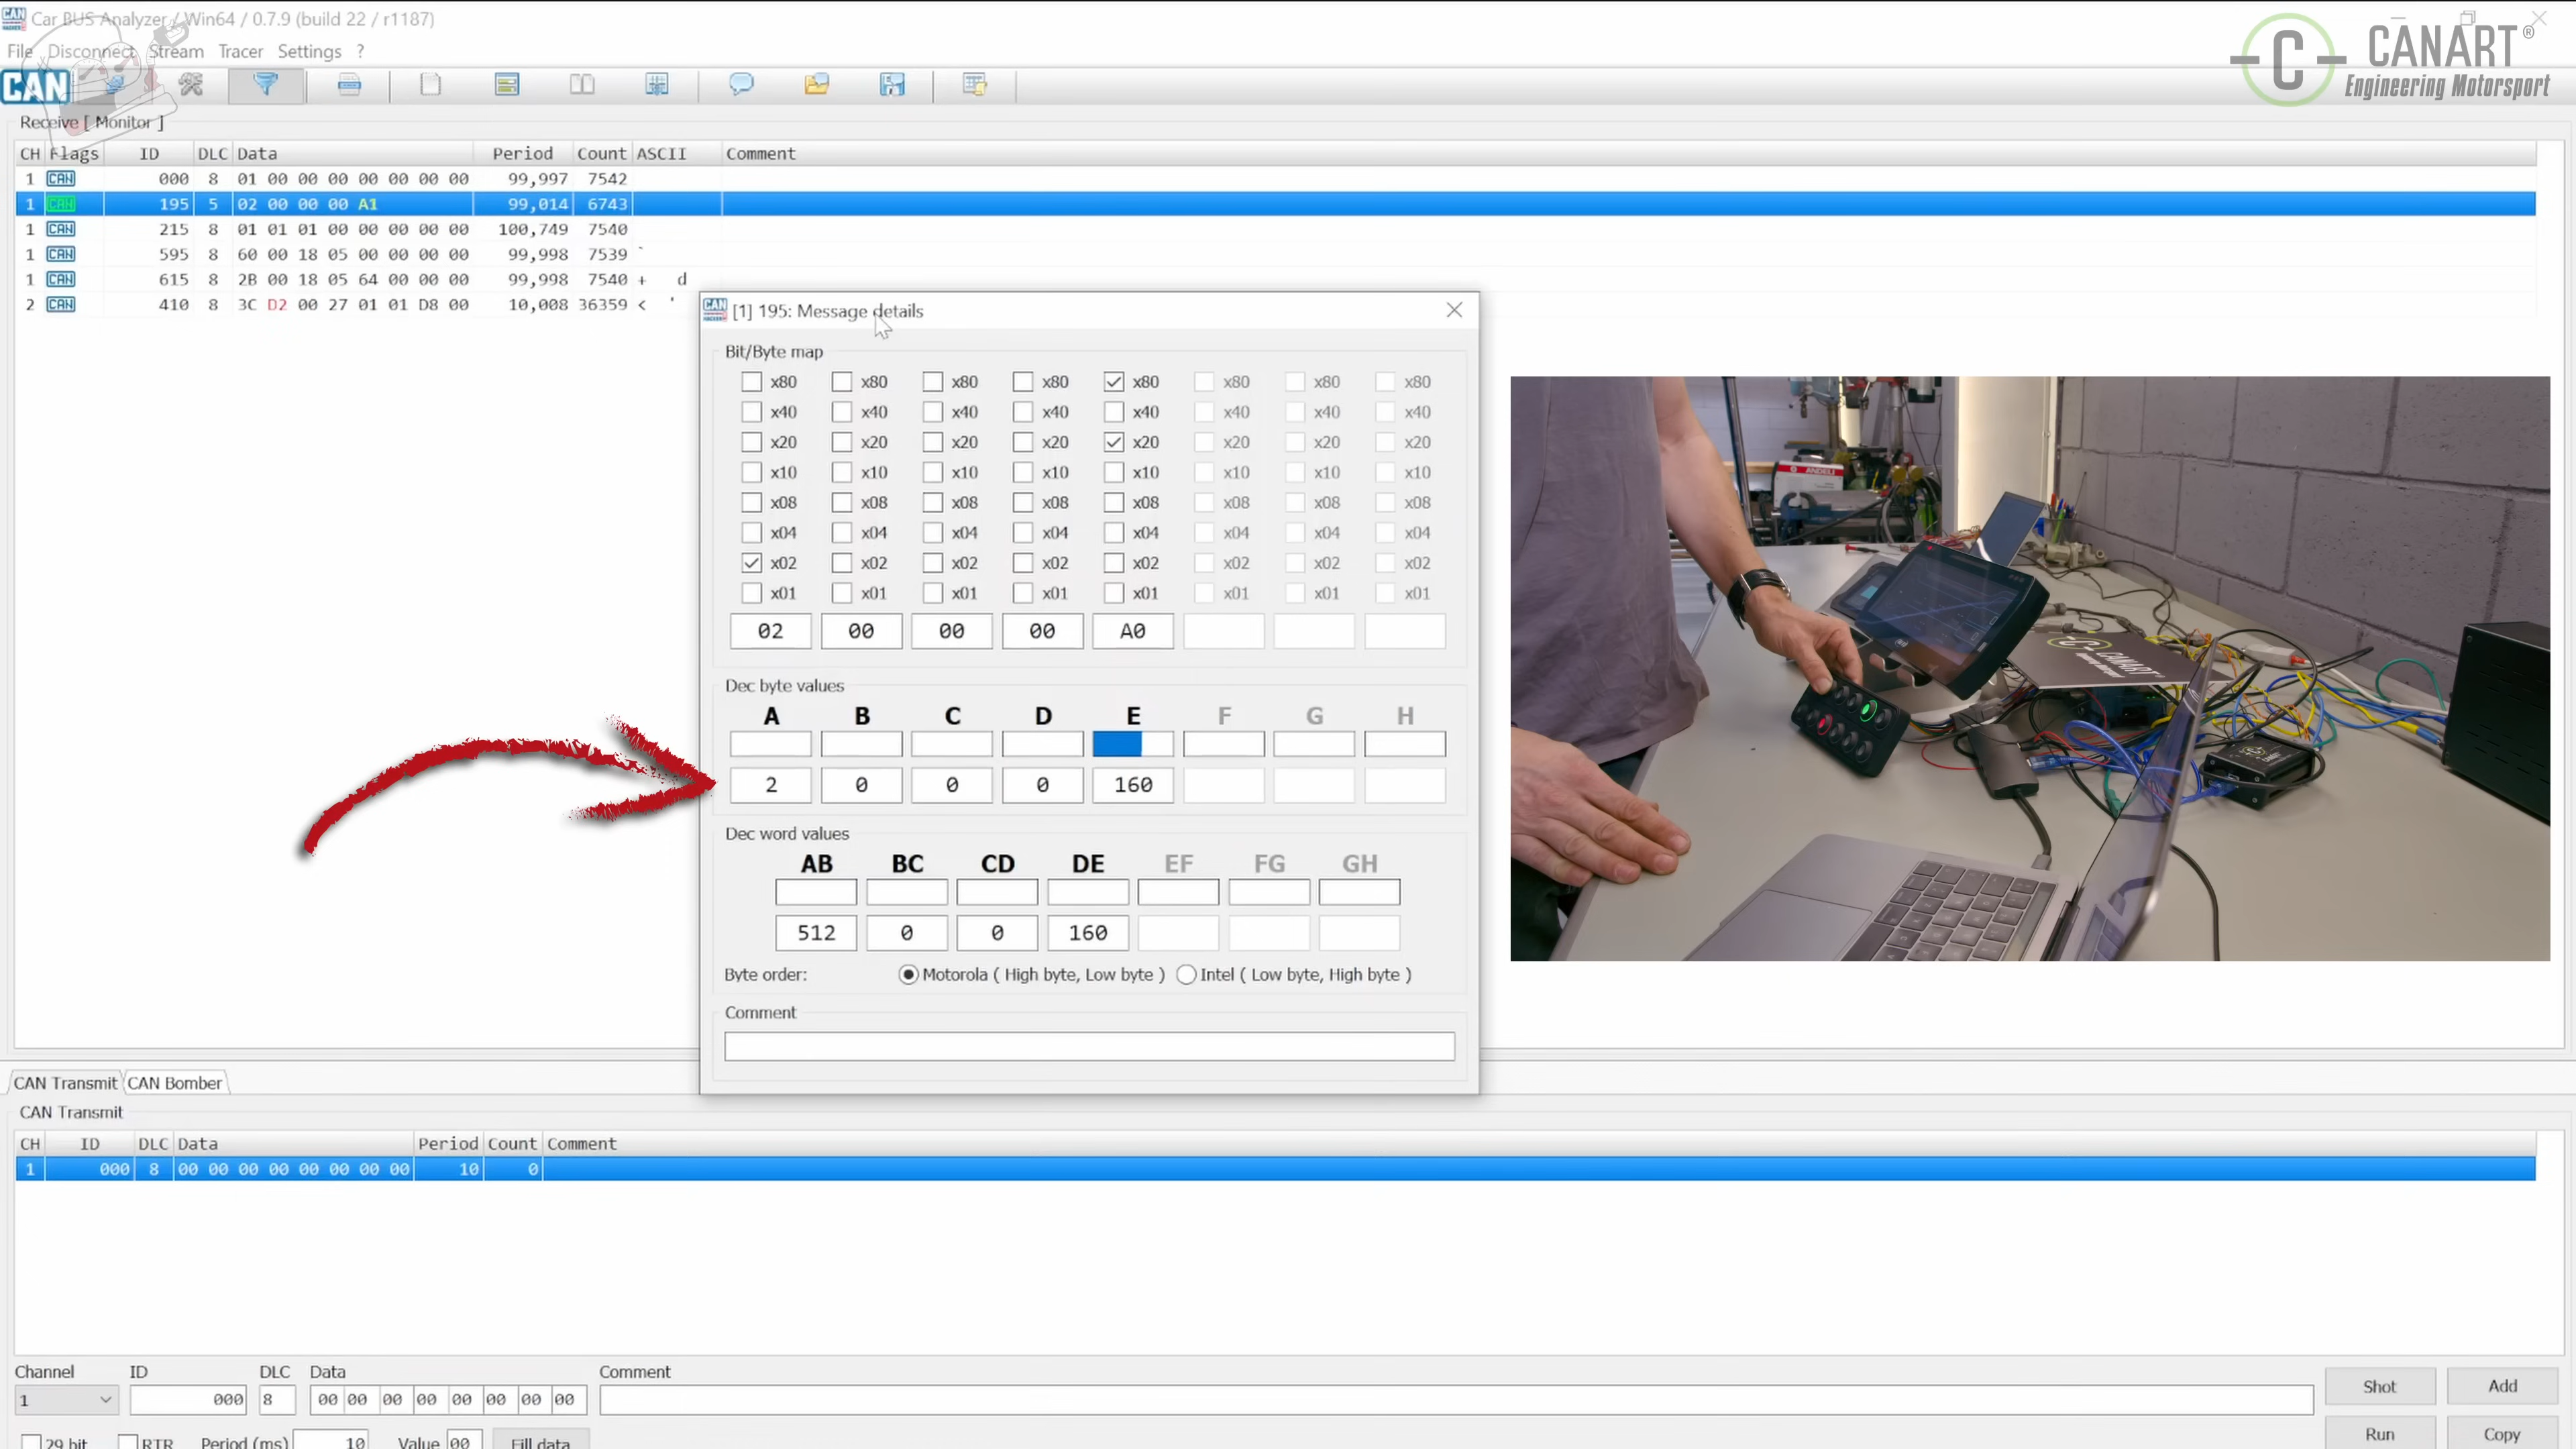 Car BUS Analyzer / Win64 / 0.7.9 (build 22 / r1187)
File Disconnect Stream Tracer Settings ?
CAN
CANART®
Engineering Motorsport
Receive [ Monitor ]
CH Flags ID DLC Data Period Count ASCII Comment
1 CAN 000 8 01 00 00 00 00 00 00 00 99,997 7542
1 CAN 195 5 02 00 00 00 A1 99,014 6743
1 CAN 215 8 01 01 01 00 00 00 00 00 100,749 7540
1 CAN 595 8 60 00 18 05 00 00 00 00 99,998 7539 `
1 CAN 615 8 2B 00 18 05 64 00 00 00 99,998 7540 + d
2 CAN 410 8 3C D2 00 27 01 01 D8 00 10,008 36359 < '
[1] 195: Message details
Bit/Byte map
x80 x80 x80 x80 x80 x80 x80 x80
x40 x40 x40 x40 x40 x40 x40 x40
x20 x20 x20 x20 x20 x20 x20 x20
x10 x10 x10 x10 x10 x10 x10 x10
x08 x08 x08 x08 x08 x08 x08 x08
x04 x04 x04 x04 x04 x04 x04 x04
x02 x02 x02 x02 x02 x02 x02 x02
x01 x01 x01 x01 x01 x01 x01 x01
02 00 00 00 A0
Dec byte values
A B C D E F G H
2 0 0 0 160
Dec word values
AB BC CD DE EF FG GH
512 0 0 160
Byte order: Motorola ( High byte, Low byte ) Intel ( Low byte, High byte )
Comment
ANDELI
CANART
CAN Transmit CAN Bomber
CAN Transmit
CH ID DLC Data Period Count Comment
1 000 8 00 00 00 00 00 00 00 00 10 0
Channel ID DLC Data Comment
1 000 8 00 00 00 00 00 00 00 00
Shot Add
29 bit RTR Period (ms) 10 Value 00 Fill data
Run Copy